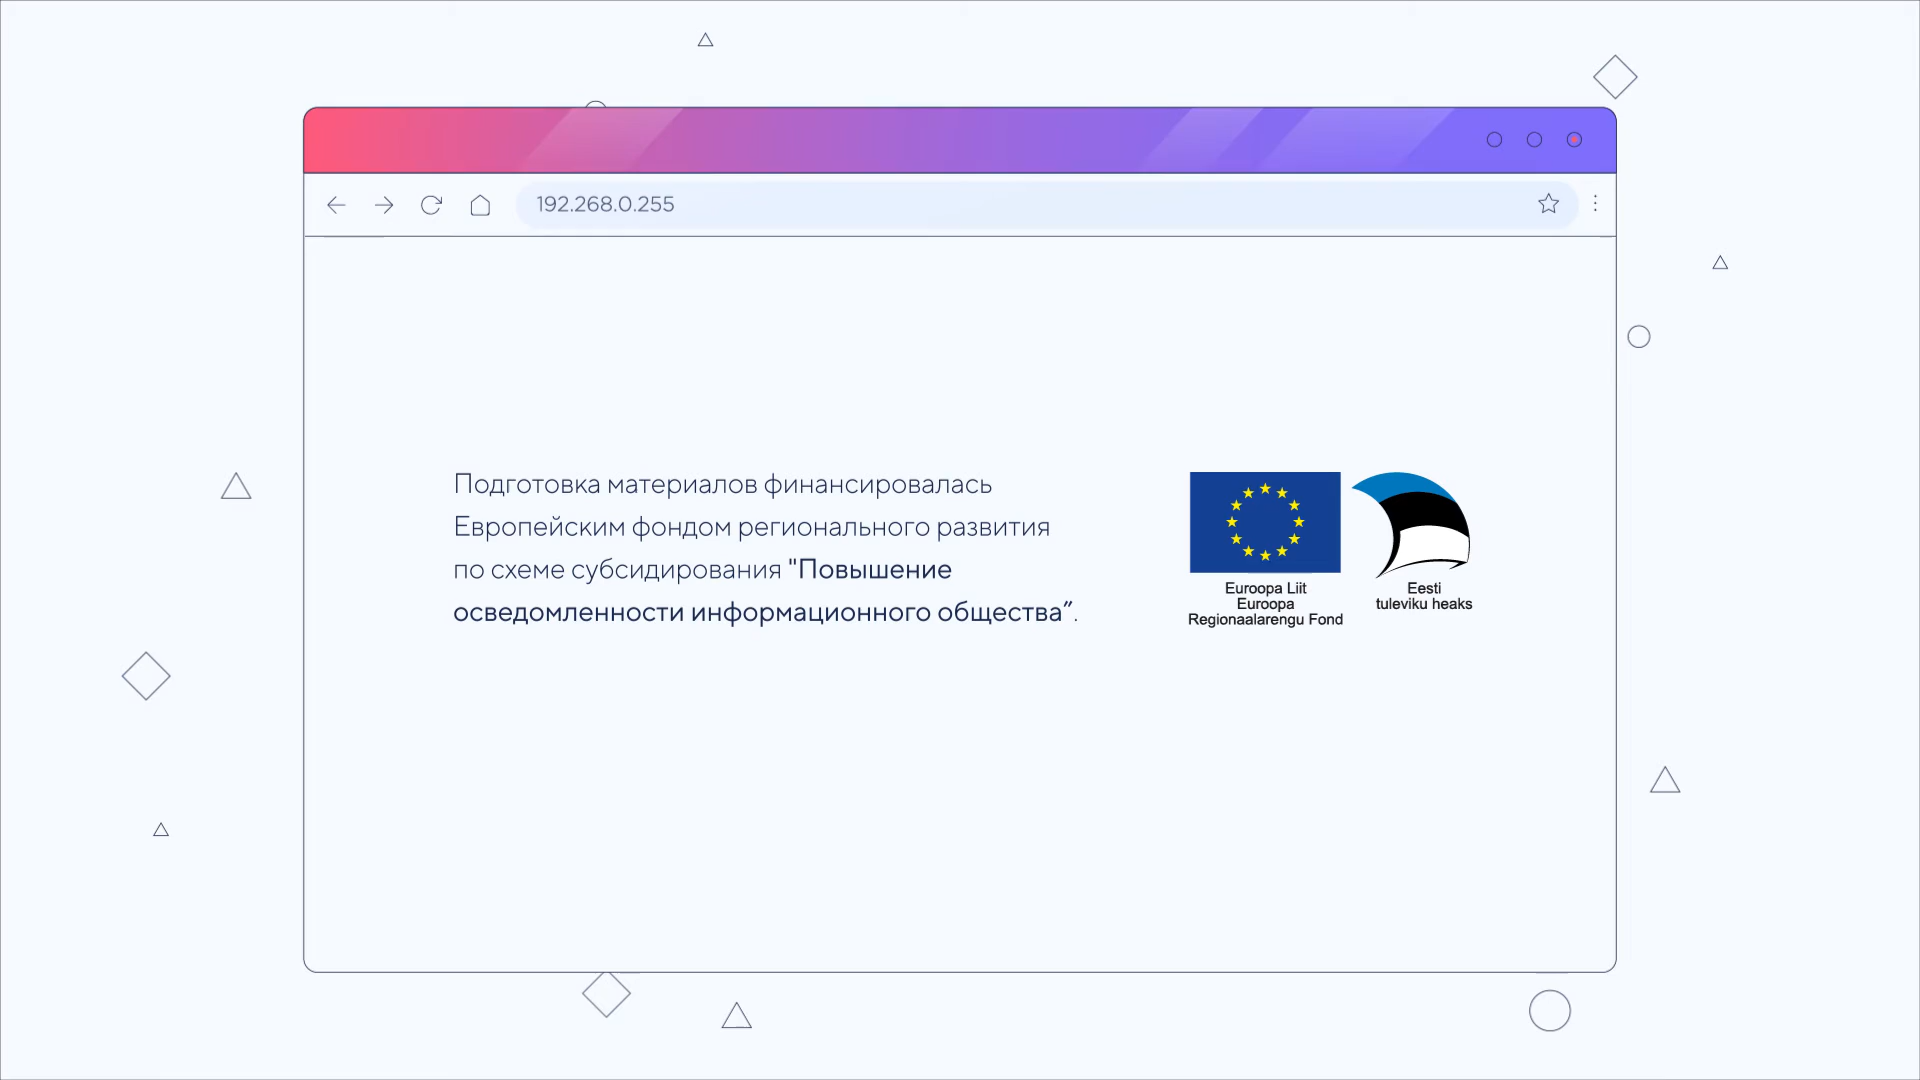 192.168.0.255
Подготовка материалов финансировалась
Европейским фондом регионального развития
по схеме субсидирования "Повышение
осведомленности информационного общества”.
Euroopa Liit
Euroopa
Regionaalarengu Fond
Eesti
tuleviku heaks